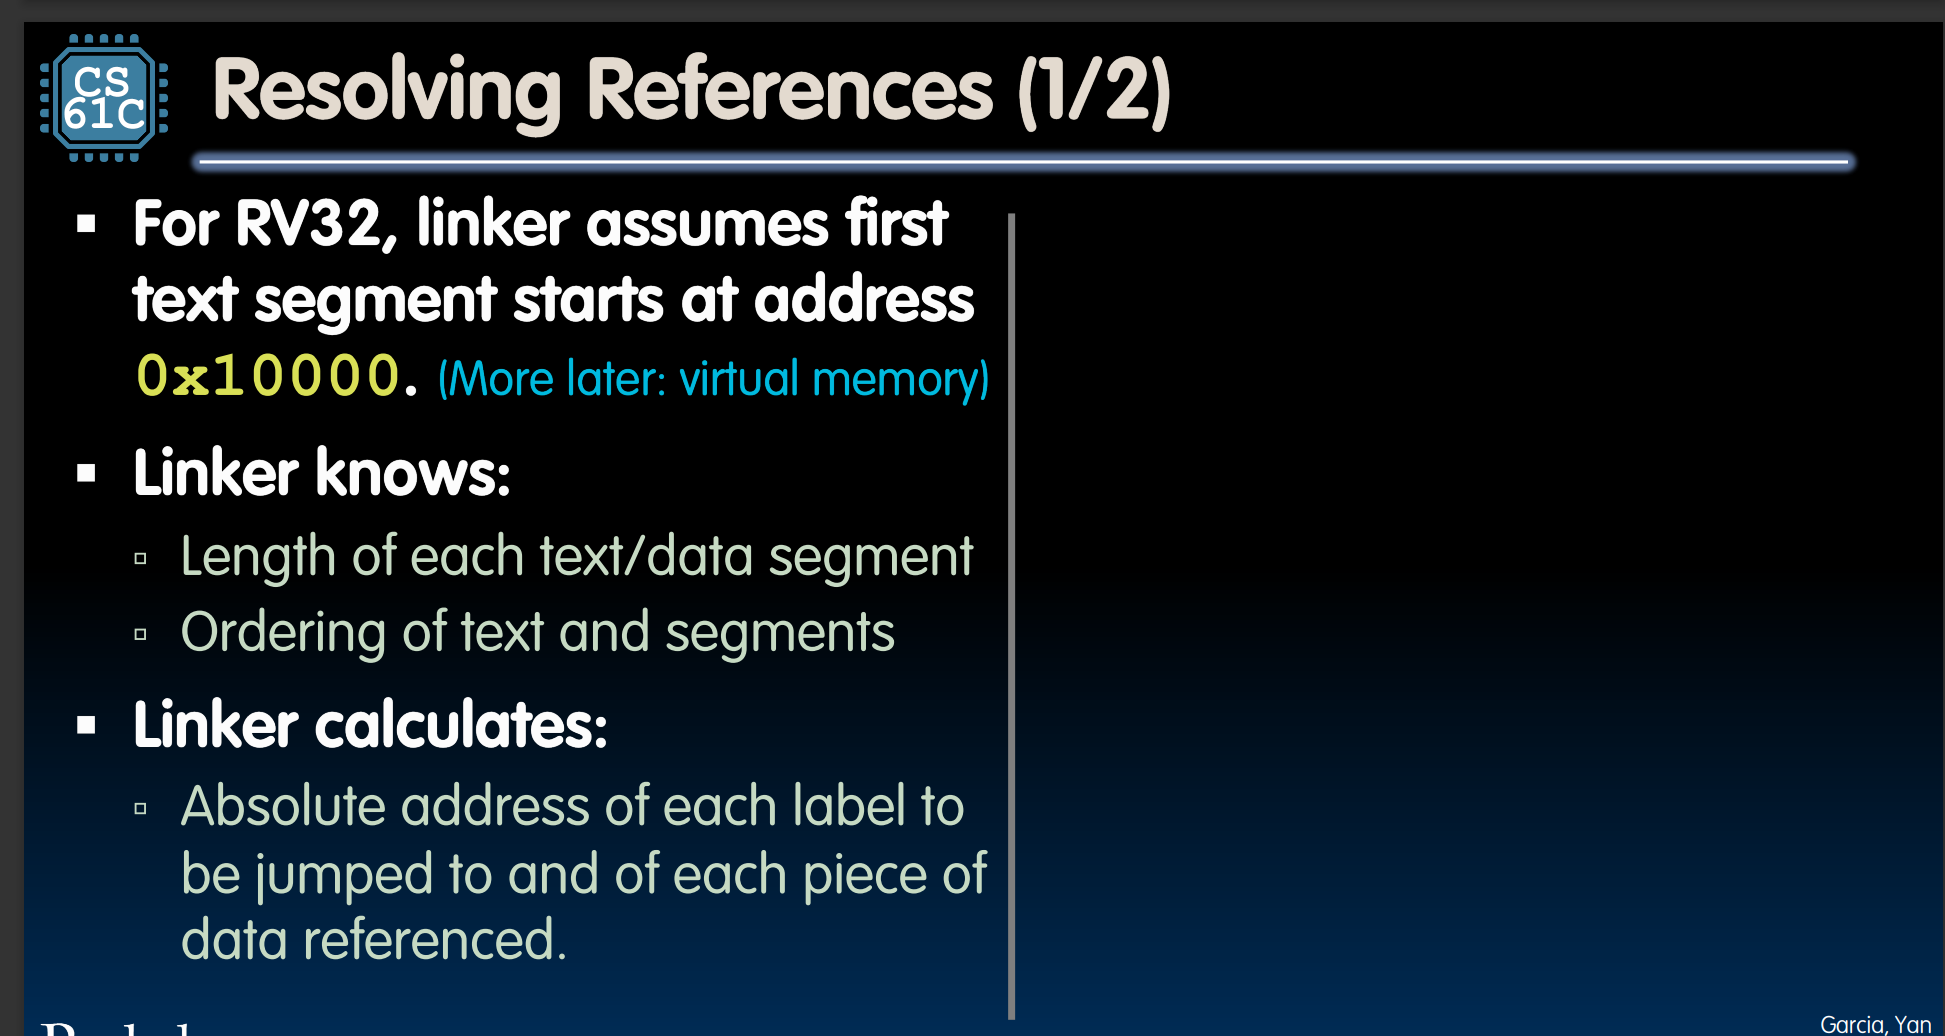 CS
61C
Resolving References (1/2)
▪ For RV32, linker assumes first
text segment starts at address
0x10000. (More later: virtual memory)
▪ Linker knows:
▫ Length of each text/data segment
▫ Ordering of text and segments
▪ Linker calculates:
▫ Absolute address of each label to
be jumped to and of each piece of
data referenced.
Garcia, Yan